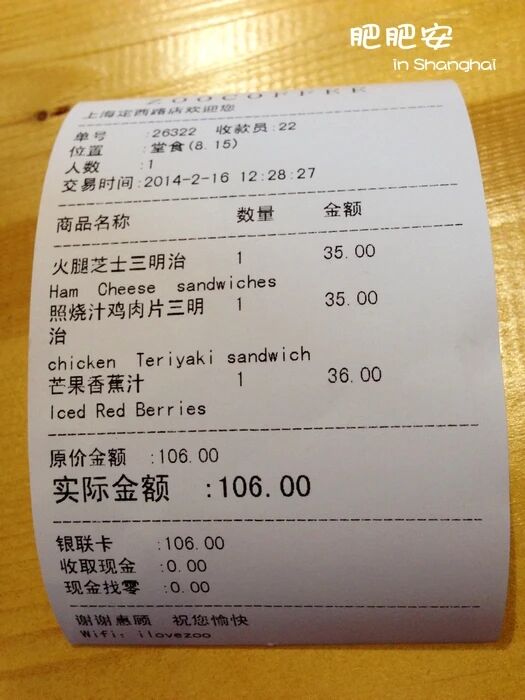 肥肥安
in Shanghai
ZOOCOFFEE
上海定西路店欢迎您
单号 :26322 收款员:22
位置 :堂食(8.15)
人数 :1
交易时间:2014-2-16 12:28:27
商品名称 数量 金额
火腿芝士三明治 1 35.00
Ham Cheese sandwiches
照烧汁鸡肉片三明 1 35.00
治
chicken Teriyaki sandwich
芒果香蕉汁 1 36.00
Iced Red Berries
原价金额 :106.00
实际金额 :106.00
银联卡 :106.00
收取现金 :0.00
现金找零 :0.00
谢谢惠顾 祝您愉快
Wifi: ilovezoo